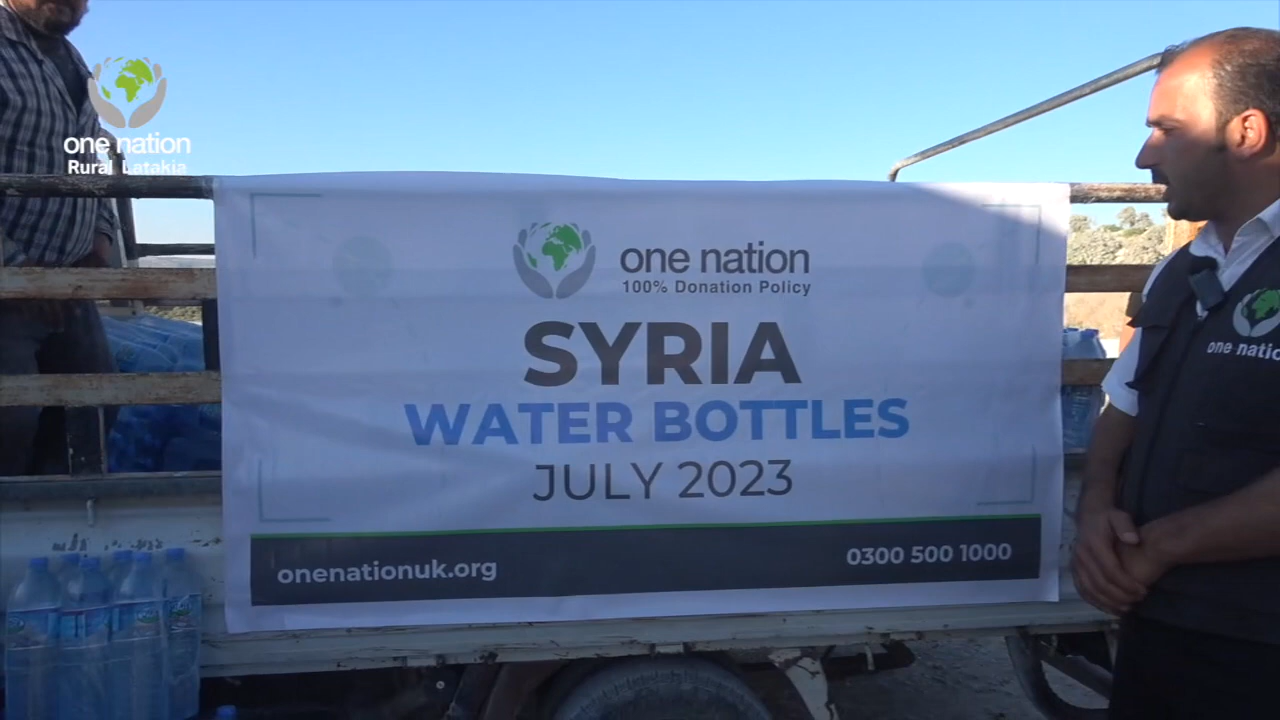 one nation
Rural Latakia
one nation
100% Donation Policy
SYRIA
WATER BOTTLES
JULY 2023
onenationuk.org
0300 500 1000
one natio